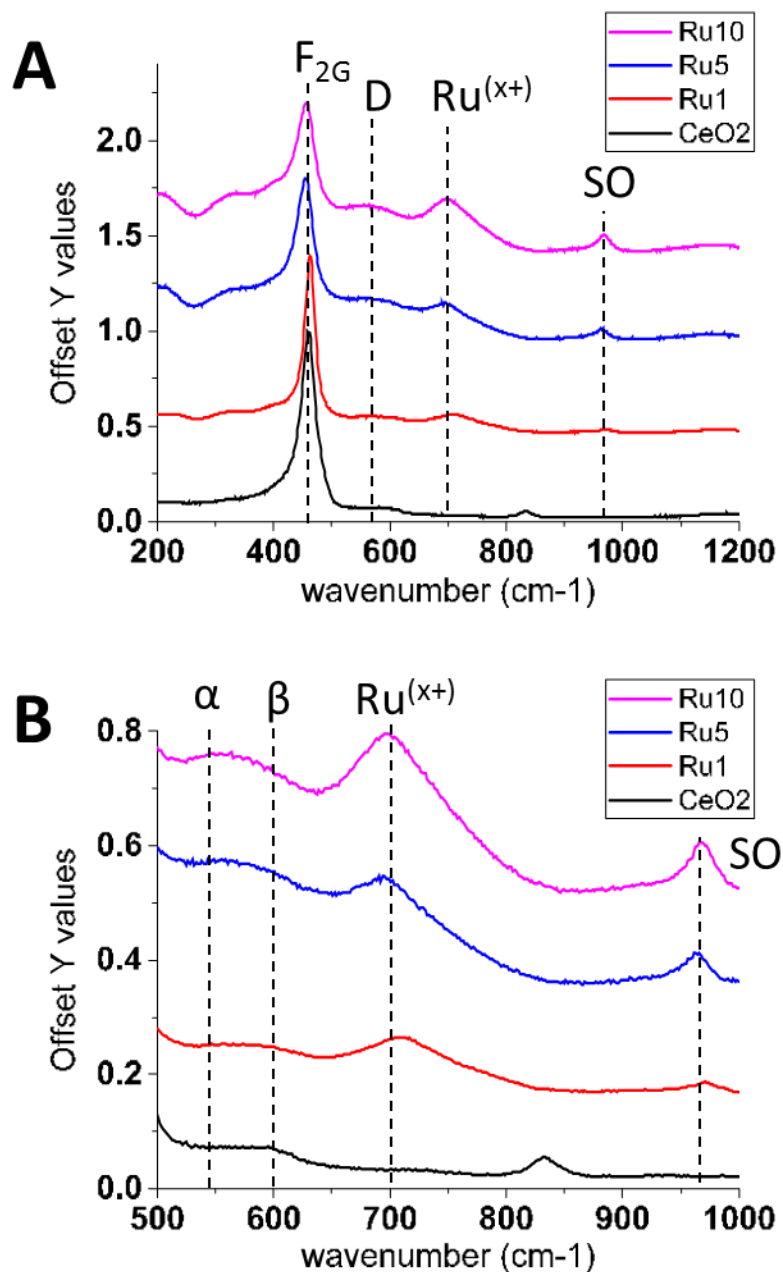 A
F2G
D
Ru(x+)
SO
Ru10
Ru5
Ru1
CeO2
Offset Y values
2.0
1.5
1.0
0.5
0.0
200 400 600 800 1000 1200
wavenumber (cm-1)
B
α
β
Ru(x+)
SO
Ru10
Ru5
Ru1
CeO2
Offset Y values
0.8
0.6
0.4
0.2
0.0
500 600 700 800 900 1000
wavenumber (cm-1)